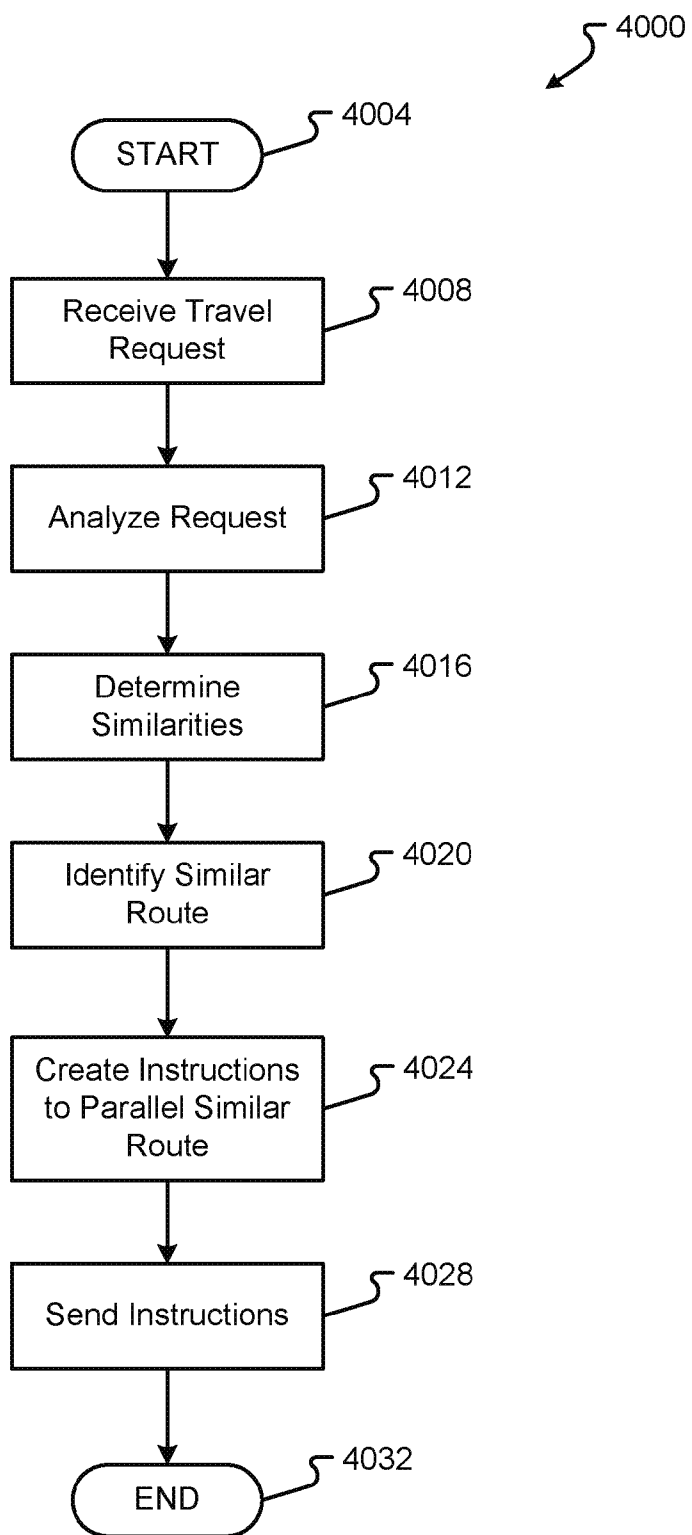 4000
START
4004
Receive Travel
Request
4008
Analyze Request
4012
Determine
Similarities
4016
Identify Similar
Route
4020
Create Instructions
to Parallel Similar
Route
4024
Send Instructions
4028
END
4032